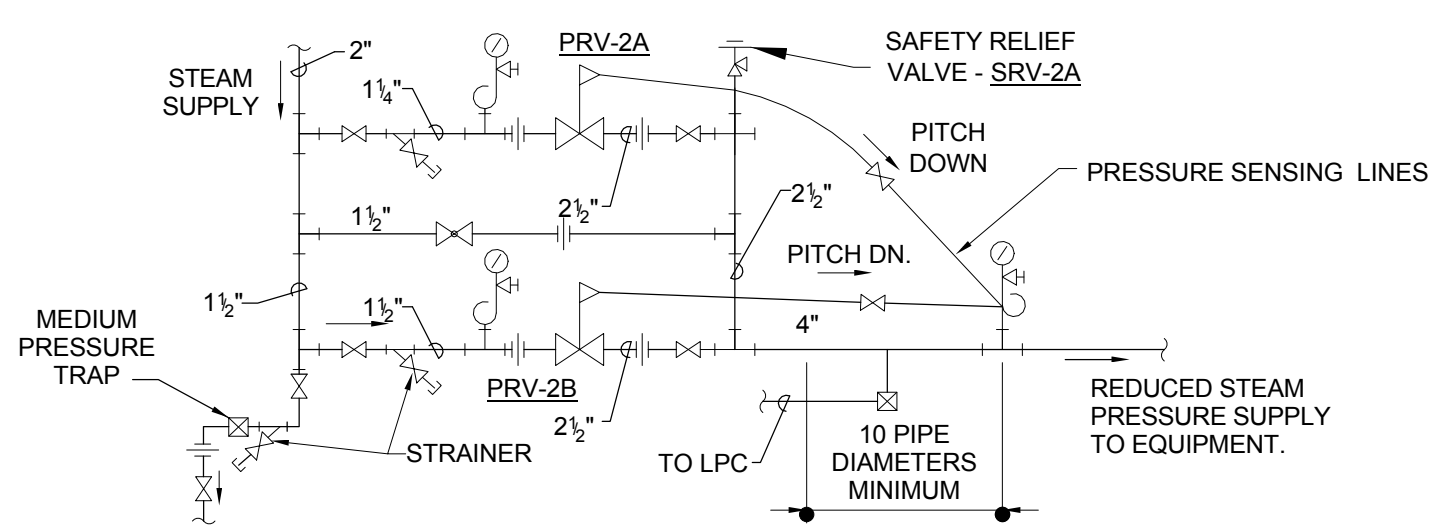 2"
PRV-2A
SAFETY RELIEF
VALVE - SRV-2A
STEAM
SUPPLY
1¼"
PITCH
DOWN
PRESSURE SENSING LINES
1½"
2½"
2½"
PITCH DN.
1½"
1½"
4"
MEDIUM
PRESSURE
TRAP
PRV-2B
2½"
REDUCED STEAM
PRESSURE SUPPLY
TO EQUIPMENT.
STRAINER
TO LPC
10 PIPE
DIAMETERS
MINIMUM